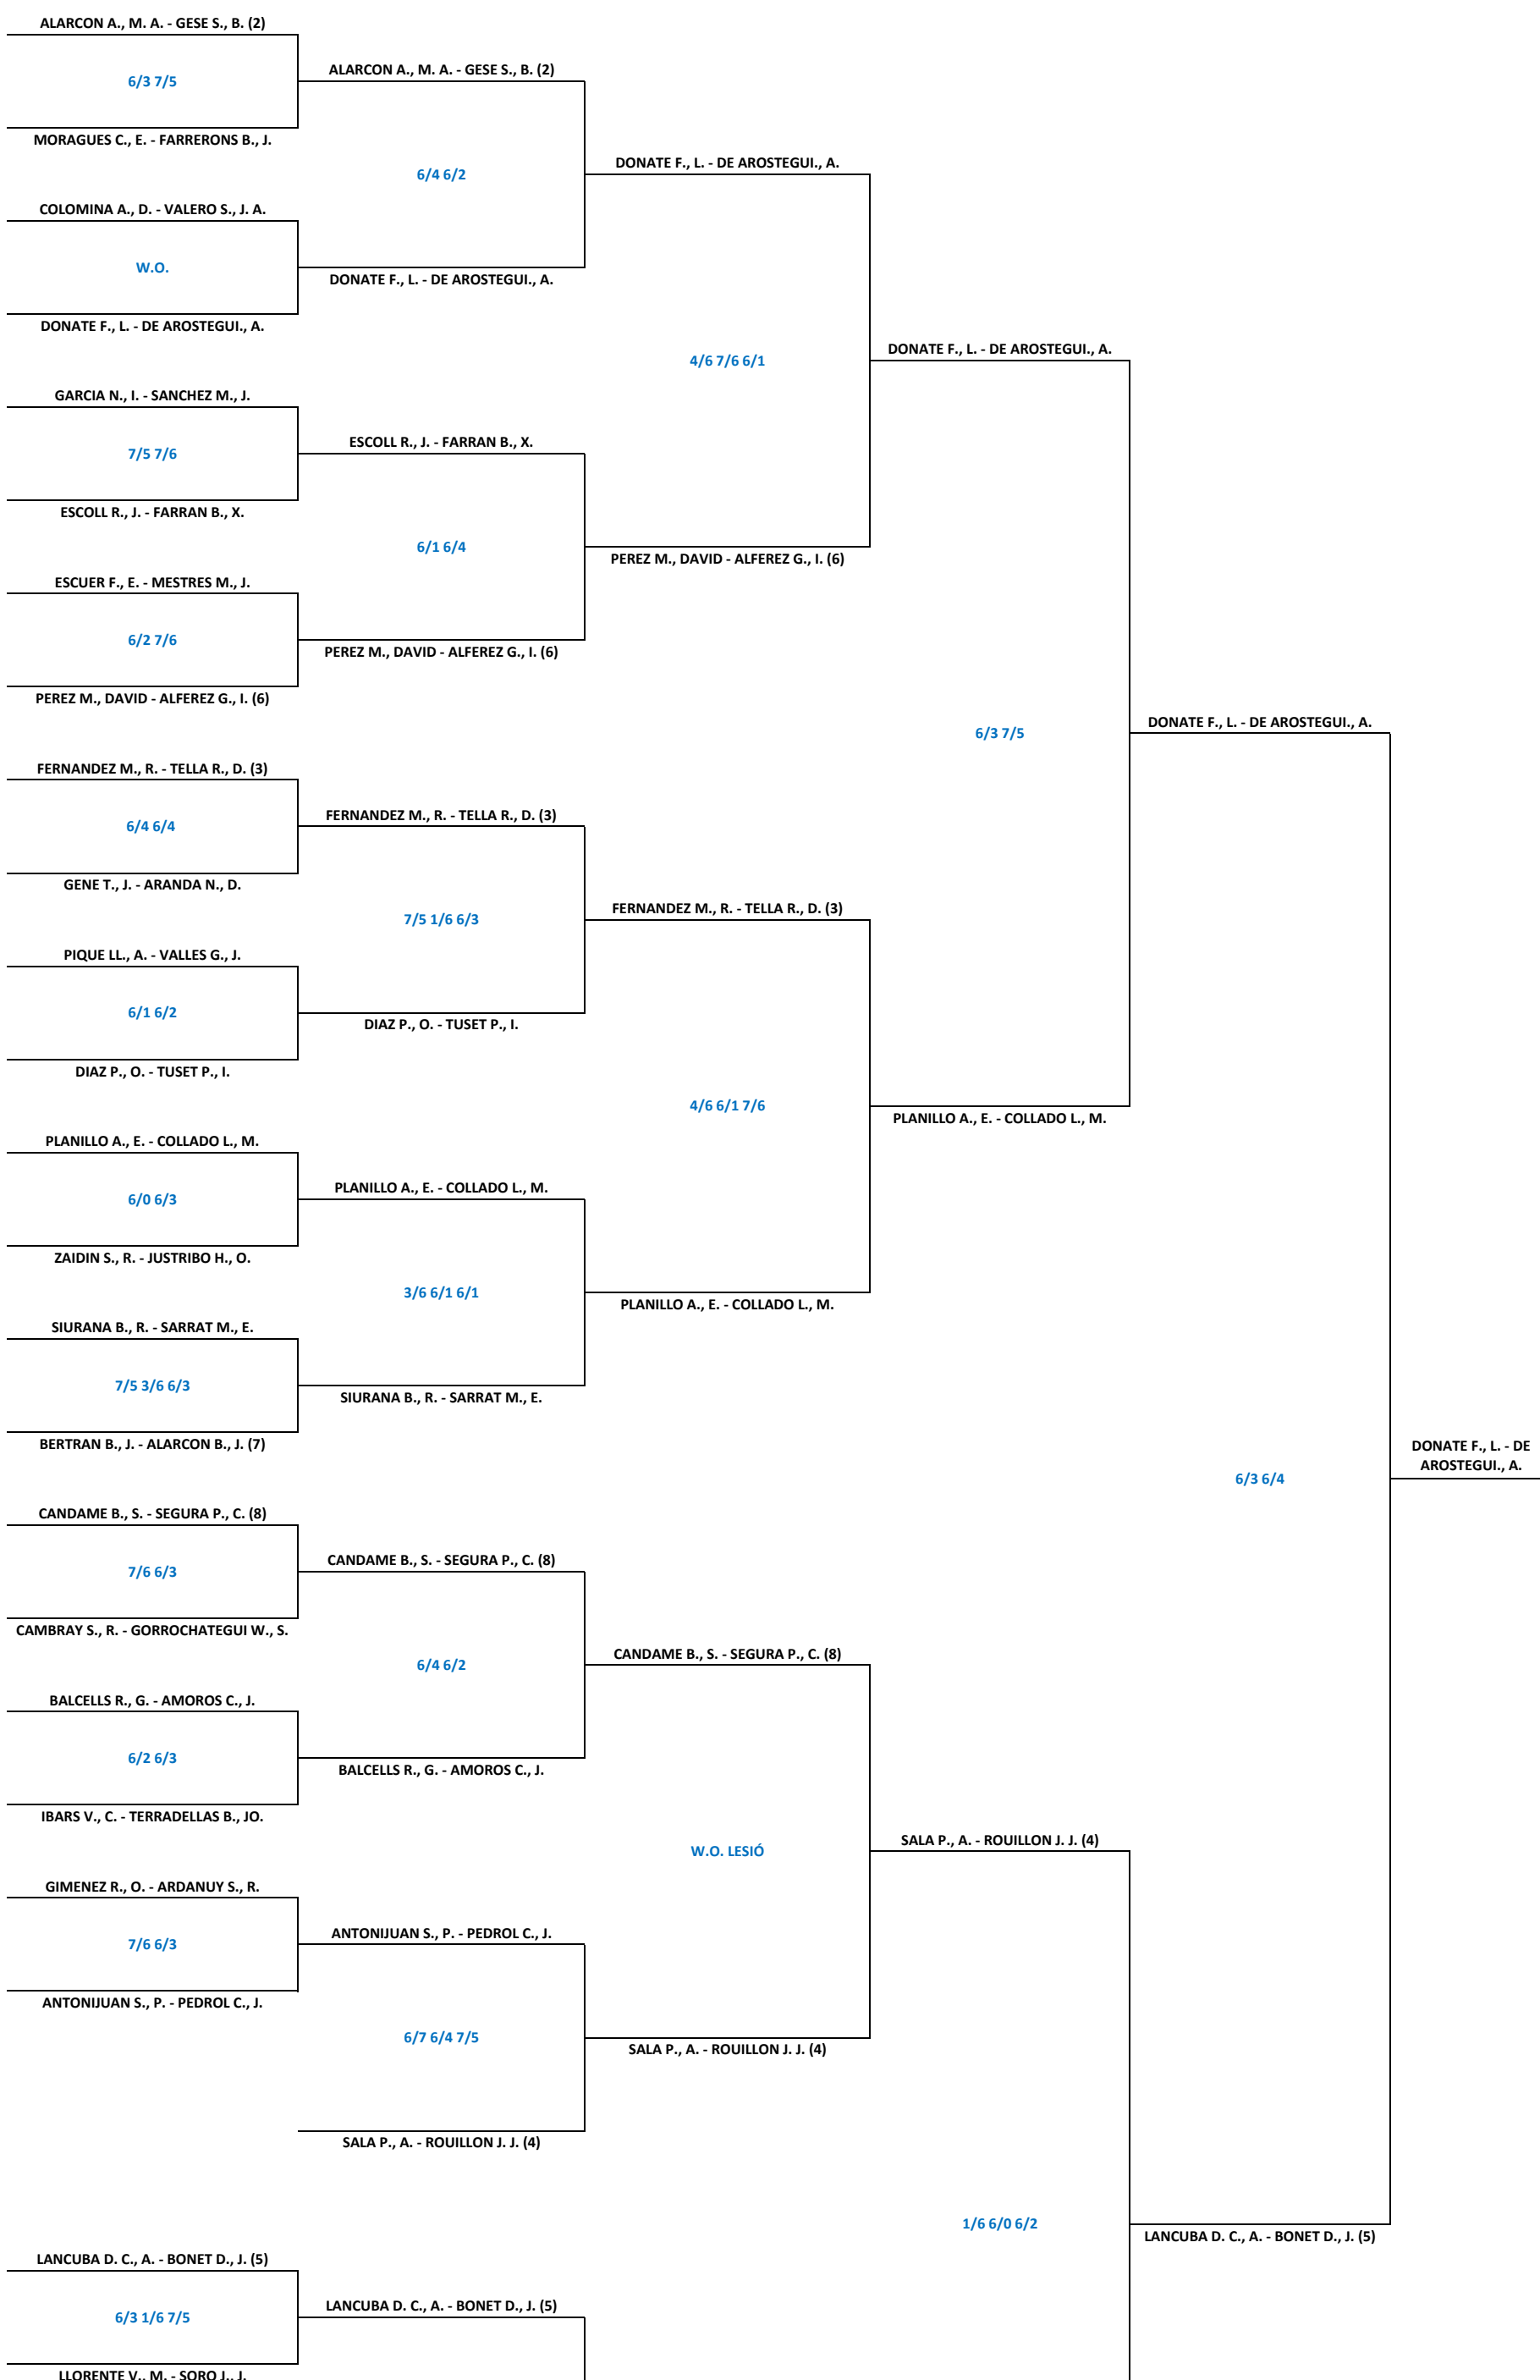 ALARCON A., M. A. - GESE S., B. (2)
6/3 7/5
MORAGUES C., E. - FARRERONS B., J.
COLOMINA A., D. - VALERO S., J. A.
W.O.
DONATE F., L. - DE AROSTEGUI., A.
GARCIA N., I. - SANCHEZ M., J.
7/5 7/6
ESCOLL R., J. - FARRAN B., X.
ESCUER F., E. - MESTRES M., J.
6/2 7/6
PEREZ M., DAVID - ALFEREZ G., I. (6)
FERNANDEZ M., R. - TELLA R., D. (3)
6/4 6/4
GENE T., J. - ARANDA N., D.
PIQUE LL., A. - VALLES G., J.
6/1 6/2
DIAZ P., O. - TUSET P., I.
PLANILLO A., E. - COLLADO L., M.
6/0 6/3
ZAIDIN S., R. - JUSTRIBO H., O.
SIURANA B., R. - SARRAT M., E.
7/5 3/6 6/3
BERTRAN B., J. - ALARCON B., J. (7)
CANDAME B., S. - SEGURA P., C. (8)
7/6 6/3
CAMBRAY S., R. - GORROCHATEGUI W., S.
BALCELLS R., G. - AMOROS C., J.
6/2 6/3
IBARS V., C. - TERRADELLAS B., JO.
GIMENEZ R., O. - ARDANUY S., R.
7/6 6/3
ANTONIJUAN S., P. - PEDROL C., J.
LANCUBA D. C., A. - BONET D., J. (5)
6/3 1/6 7/5
LLORENTE V., M. - SORO J., J.
ALARCON A., M. A. - GESE S., B. (2)
6/4 6/2
DONATE F., L. - DE AROSTEGUI., A.
ESCOLL R., J. - FARRAN B., X.
6/1 6/4
PEREZ M., DAVID - ALFEREZ G., I. (6)
FERNANDEZ M., R. - TELLA R., D. (3)
7/5 1/6 6/3
DIAZ P., O. - TUSET P., I.
PLANILLO A., E. - COLLADO L., M.
3/6 6/1 6/1
SIURANA B., R. - SARRAT M., E.
CANDAME B., S. - SEGURA P., C. (8)
6/4 6/2
BALCELLS R., G. - AMOROS C., J.
ANTONIJUAN S., P. - PEDROL C., J.
6/7 6/4 7/5
SALA P., A. - ROUILLON J. J. (4)
LANCUBA D. C., A. - BONET D., J. (5)
DONATE F., L. - DE AROSTEGUI., A.
4/6 7/6 6/1
PEREZ M., DAVID - ALFEREZ G., I. (6)
FERNANDEZ M., R. - TELLA R., D. (3)
4/6 6/1 7/6
PLANILLO A., E. - COLLADO L., M.
CANDAME B., S. - SEGURA P., C. (8)
W.O. LESIÓ
SALA P., A. - ROUILLON J. J. (4)
DONATE F., L. - DE AROSTEGUI., A.
6/3 7/5
PLANILLO A., E. - COLLADO L., M.
SALA P., A. - ROUILLON J. J. (4)
1/6 6/0 6/2
DONATE F., L. - DE AROSTEGUI., A.
6/3 6/4
LANCUBA D. C., A. - BONET D., J. (5)
DONATE F., L. - DE
AROSTEGUI., A.